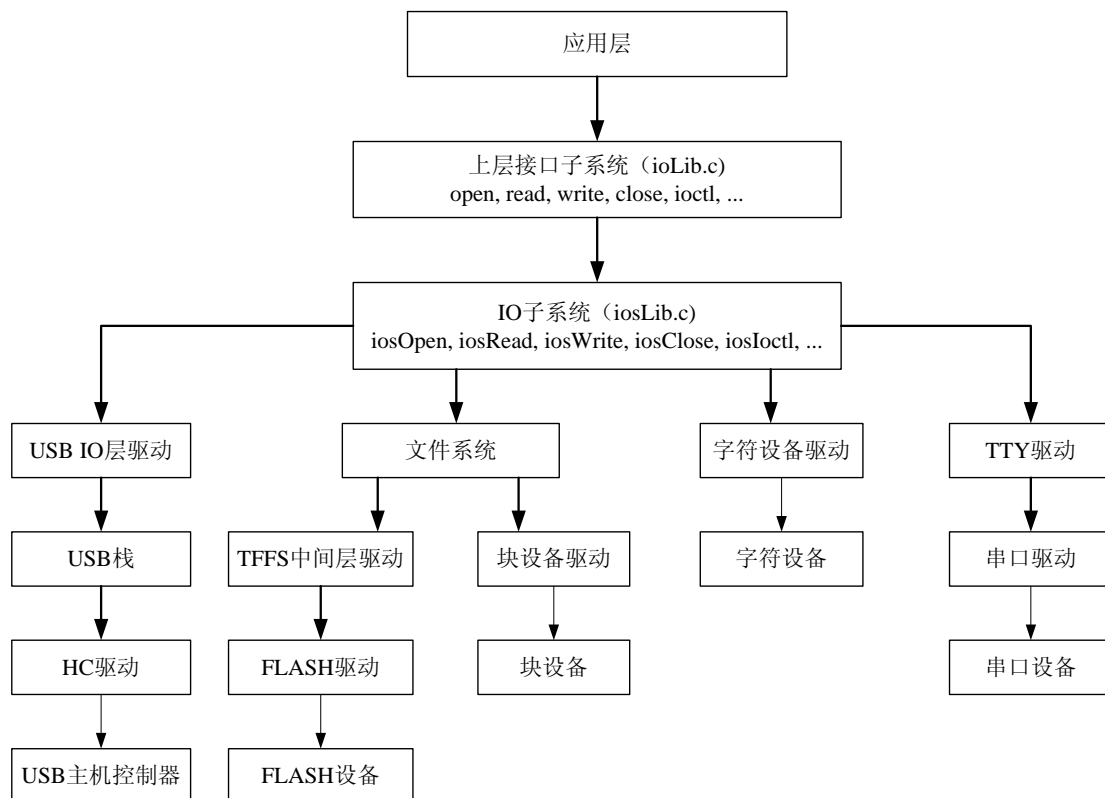 应用层
上层接口子系统（ioLib.c)
open, read, write, close, ioctl, ...
IO子系统（iosLib.c)
iosOpen, iosRead, iosWrite, iosClose, iosIoctl, ...
USB IO层驱动
文件系统
字符设备驱动
TTY驱动
USB栈
TFFS中间层驱动
块设备驱动
字符设备
串口驱动
HC驱动
FLASH驱动
块设备
串口设备
USB主机控制器
FLASH设备